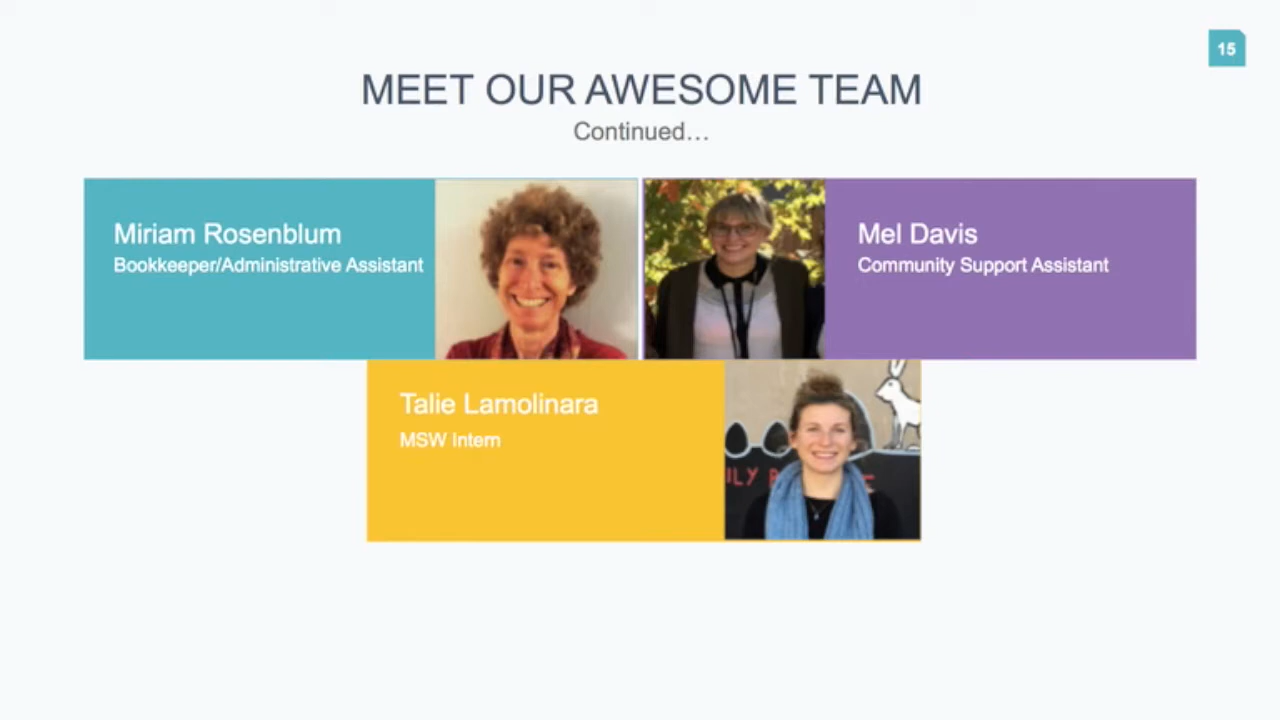 15
MEET OUR AWESOME TEAM
Continued…
Miriam Rosenblum
Bookkeeper/Administrative Assistant
Mel Davis
Community Support Assistant
Talie Lamolinara
MSW Intern